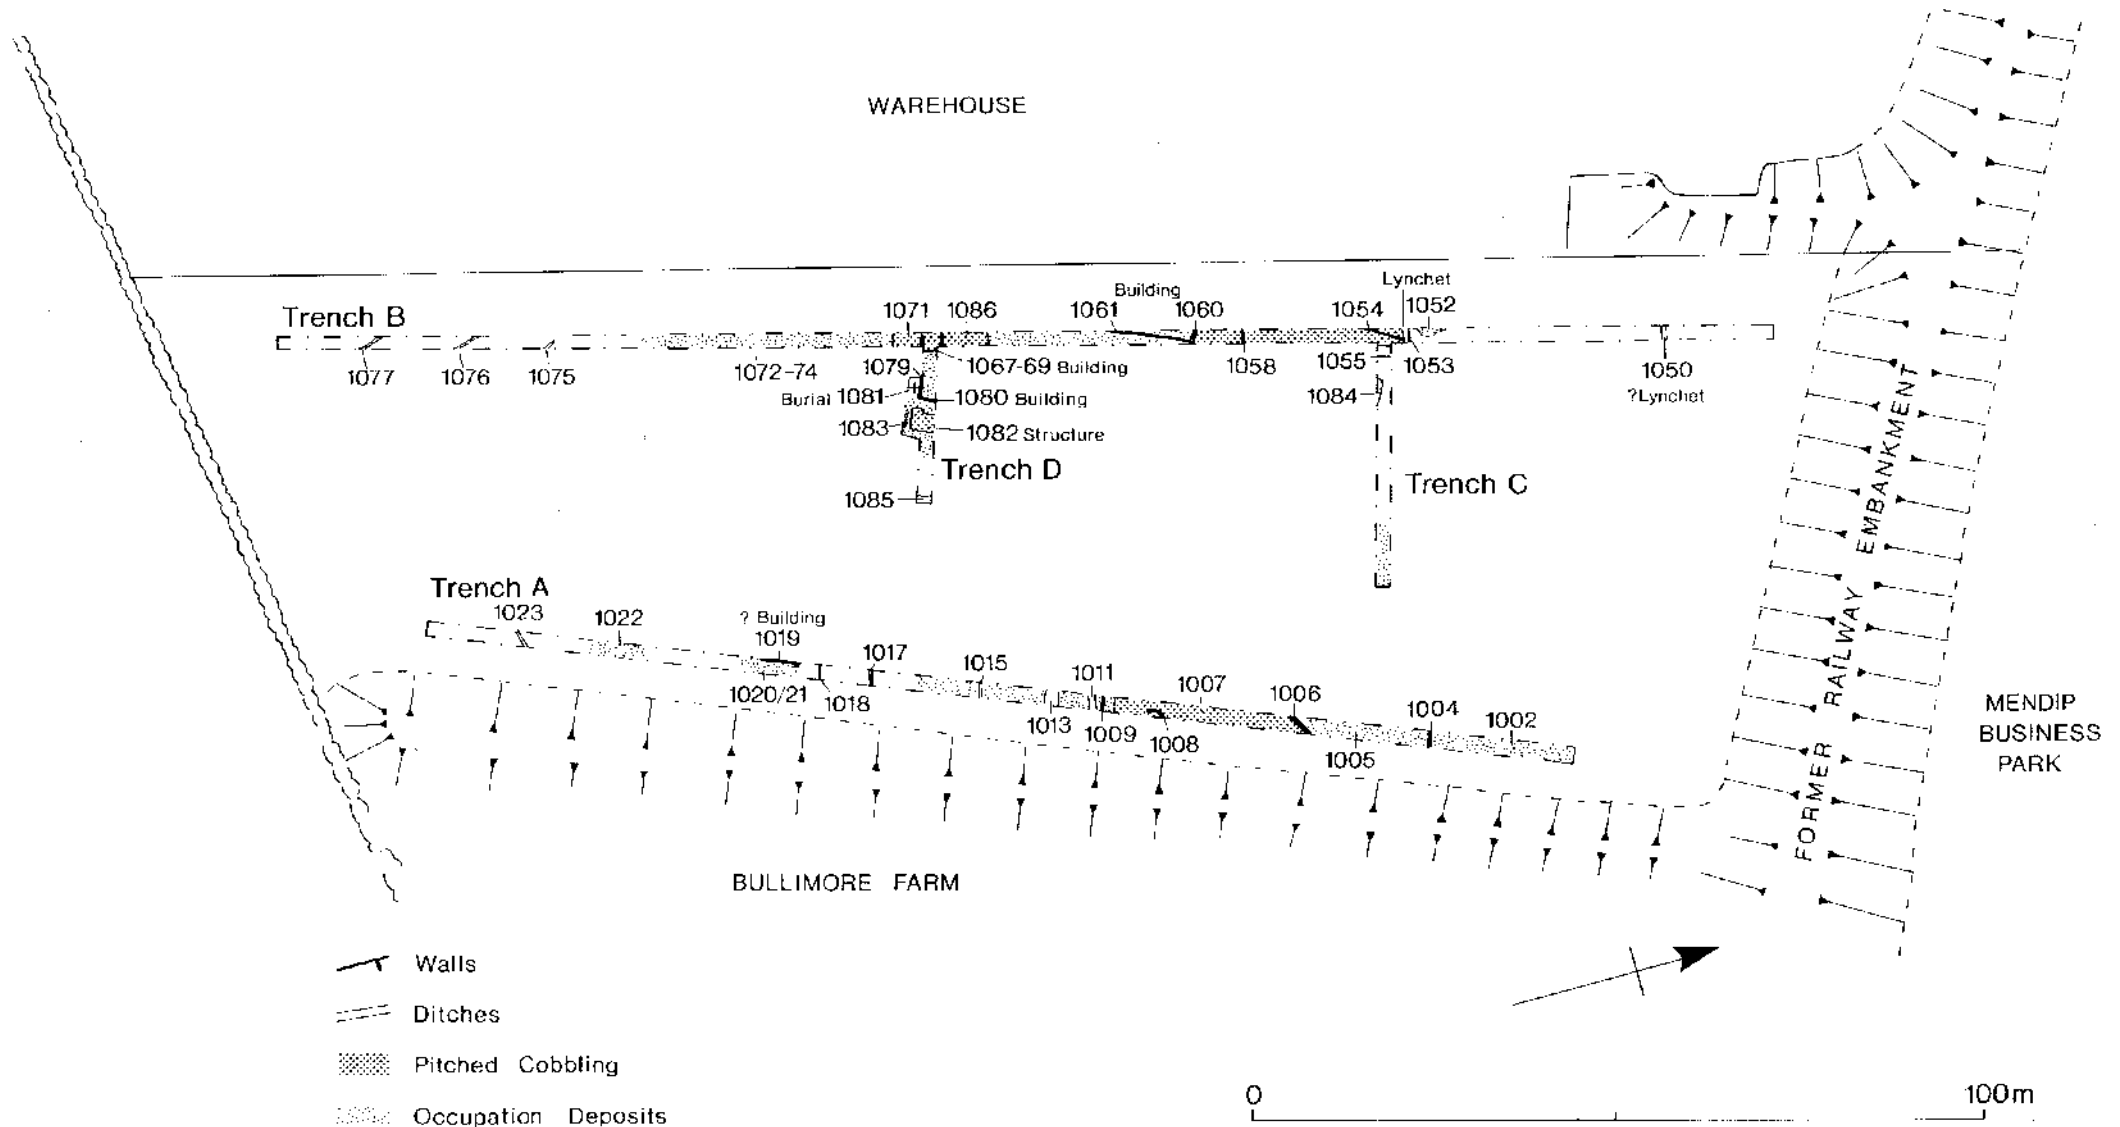 WAREHOUSE
Lynchet
Building
Trench B
1071
1086
1061
1060
1054
1052
1077
1076
1075
1072-74
1079
1067-69 Building
1058
1055
1053
1050
?Lynchet
Burial 1081
1080 Building
1084
1083
1082 Structure
Trench D
1085
Trench C
FORMER RAILWAY EMBANKMENT
Trench A
1023
1022
? Building
1019
1017
1015
1011
1007
1006
1004
1002
1020/21
1018
1013
1009
1008
1005
MENDIP
BUSINESS
PARK
BULLIMORE FARM
Walls
Ditches
Pitched Cobbling
Occupation Deposits
0
100m